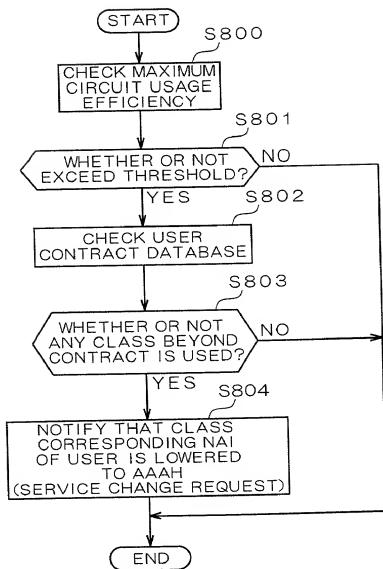 START
S800
CHECK MAXIMUM
CIRCUIT USAGE
EFFICIENCY
S801
WHETHER OR NOT
EXCEED THRESHOLD?
NO
YES
S802
CHECK USER
CONTRACT DATABASE
S803
WHETHER OR NOT
ANY CLASS BEYOND
CONTRACT IS USED?
NO
YES
S804
NOTIFY THAT CLASS
CORRESPONDING NAI
OF USER IS LOWERED
TO AAAH
(SERVICE CHANGE REQUEST)
END